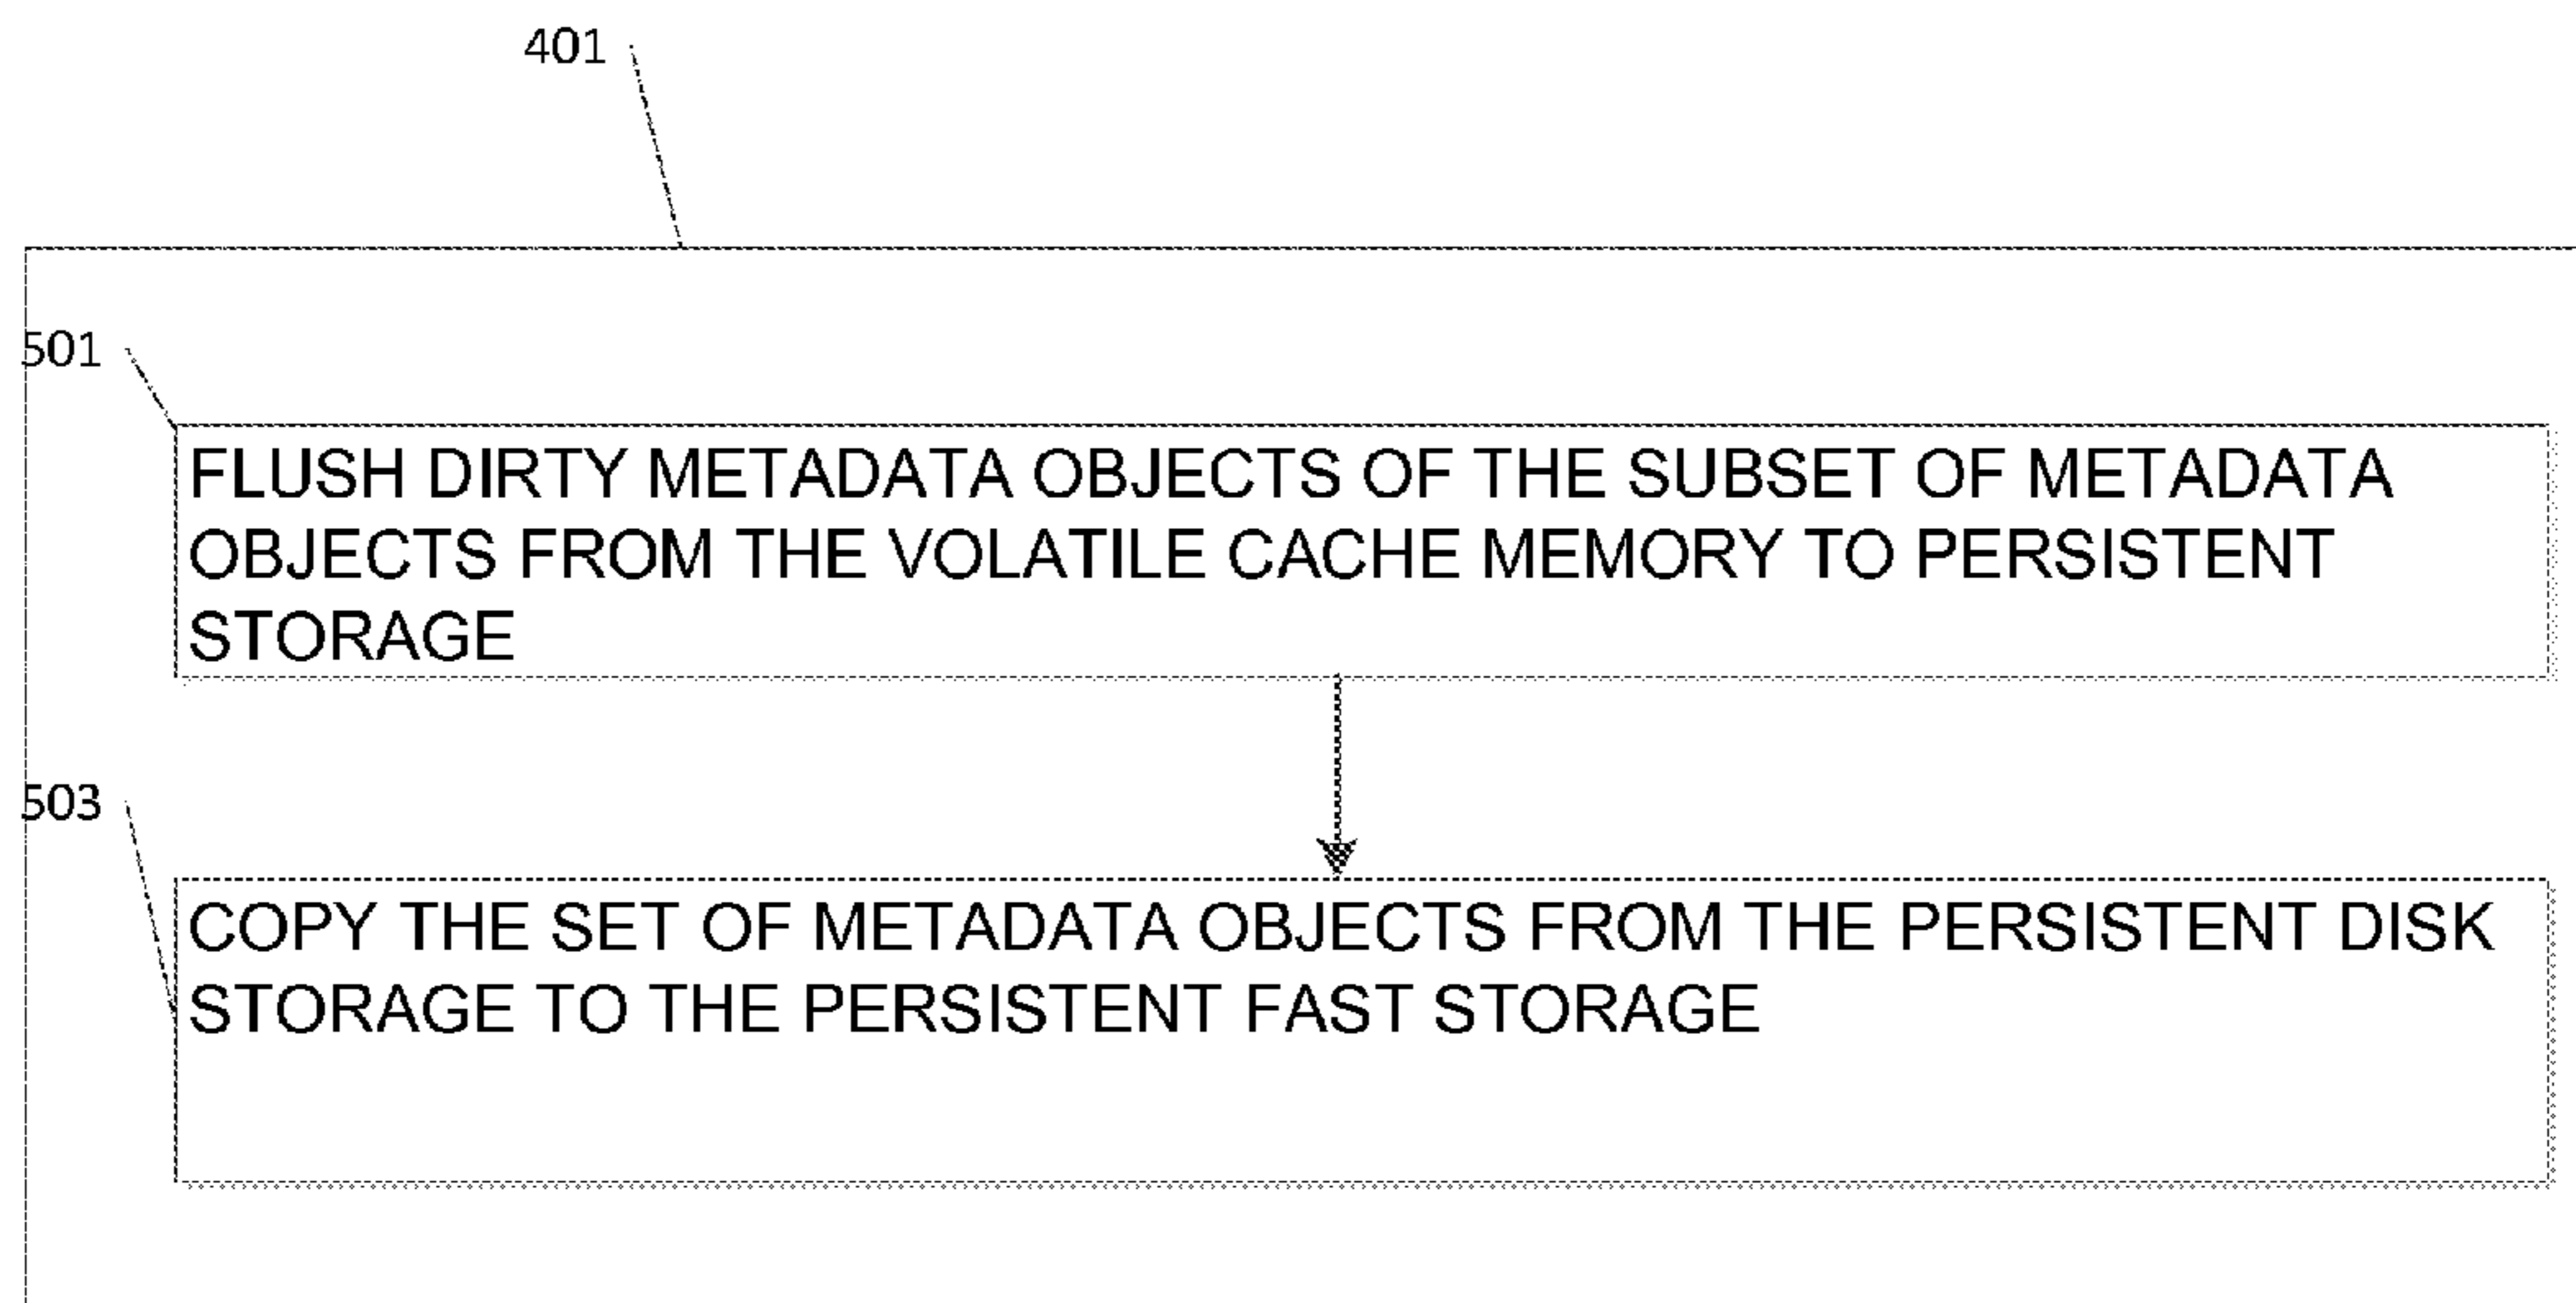 401
501
FLUSH DIRTY METADATA OBJECTS OF THE SUBSET OF METADATA
OBJECTS FROM THE VOLATILE CACHE MEMORY TO PERSISTENT
STORAGE
503
COPY THE SET OF METADATA OBJECTS FROM THE PERSISTENT DISK
STORAGE TO THE PERSISTENT FAST STORAGE